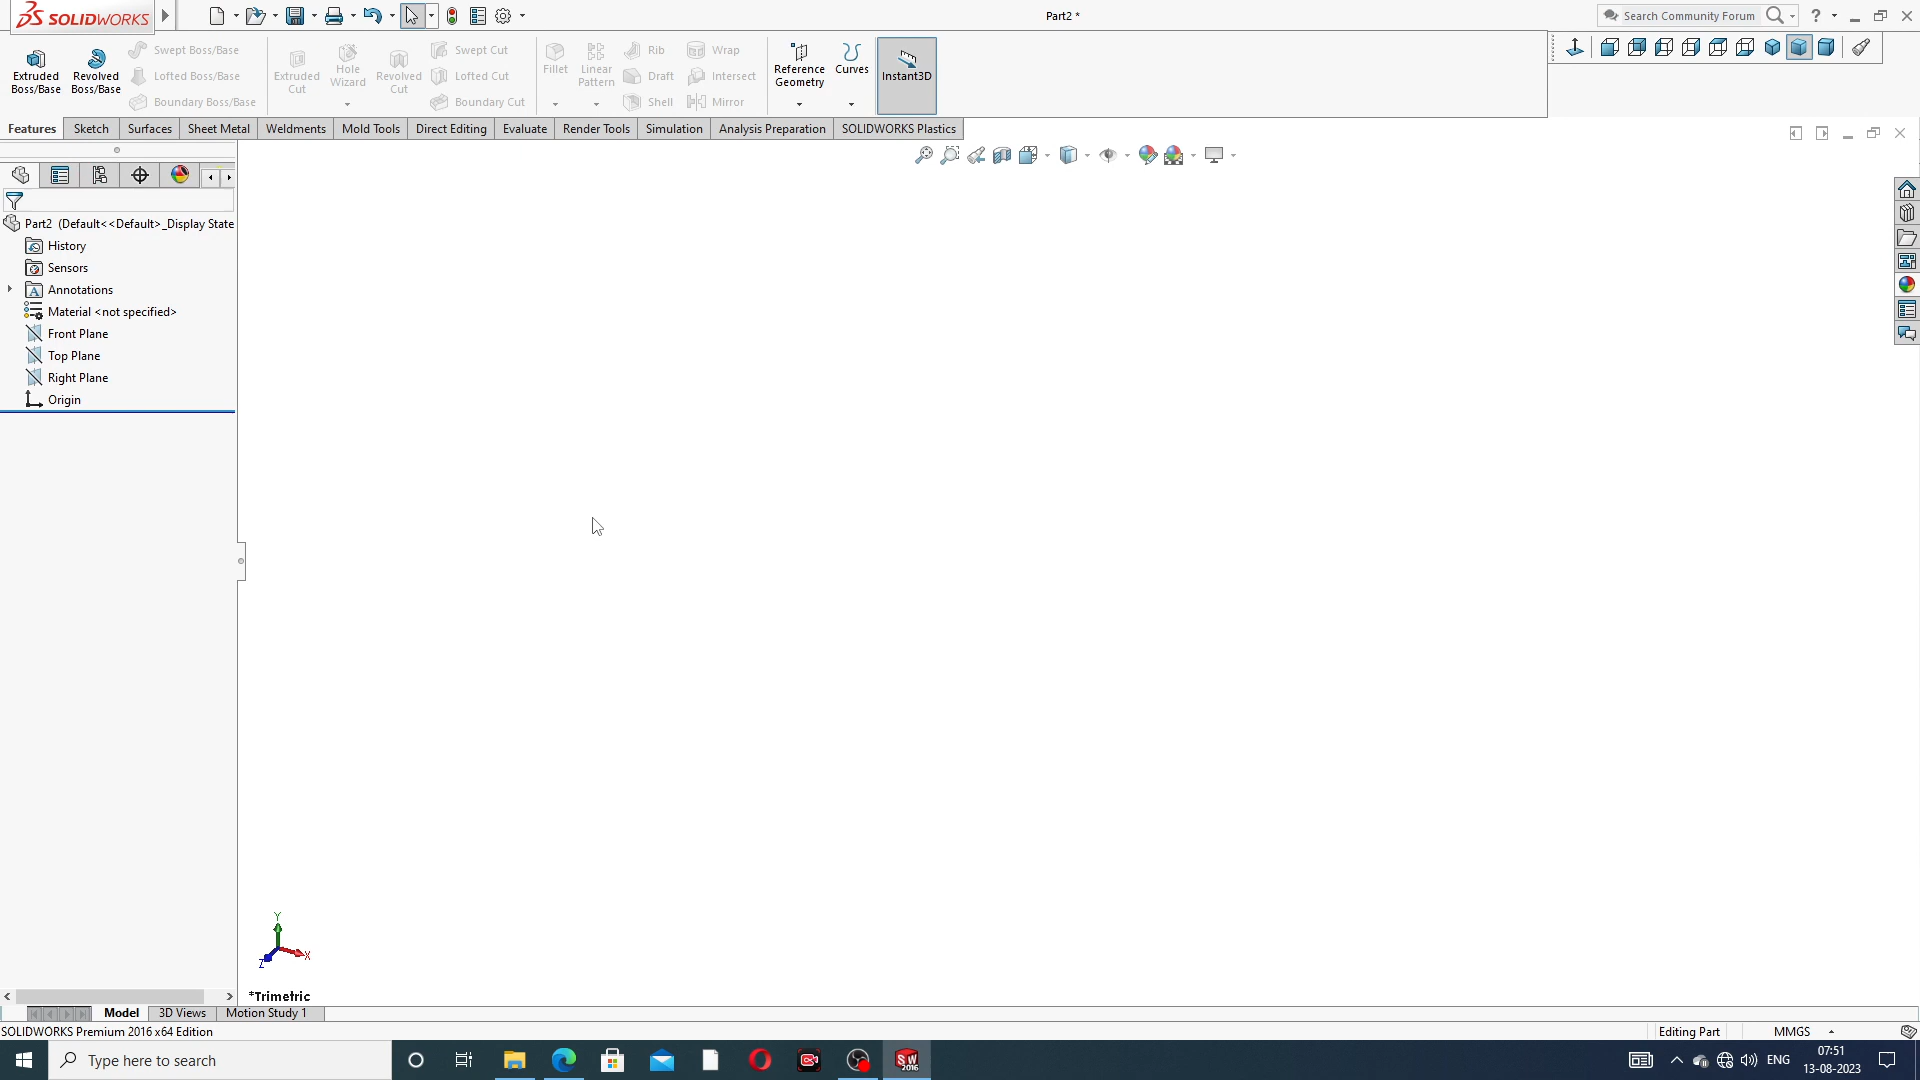 SOLIDWORKS
Part2 *
Search Community Forum
?
Extruded Boss/Base
Revolved Boss/Base
Swept Boss/Base
Lofted Boss/Base
Boundary Boss/Base
Extruded Cut
Hole Wizard
Revolved Cut
Swept Cut
Lofted Cut
Boundary Cut
Fillet
Linear Pattern
Rib
Draft
Shell
Wrap
Intersect
Mirror
Reference Geometry
Curves
Instant3D
Features
Sketch
Surfaces
Sheet Metal
Weldments
Mold Tools
Direct Editing
Evaluate
Render Tools
Simulation
Analysis Preparation
SOLIDWORKS Plastics
Part2 (Default<<Default>_Display State
History
Sensors
A Annotations
Material <not specified>
Front Plane
Top Plane
Right Plane
Origin
Y
X
Z
*Trimetric
Model
3D Views
Motion Study 1
SOLIDWORKS Premium 2016 x64 Edition
Editing Part
MMGS
Type here to search
SW
2016
ENG
07:51
13-08-2023